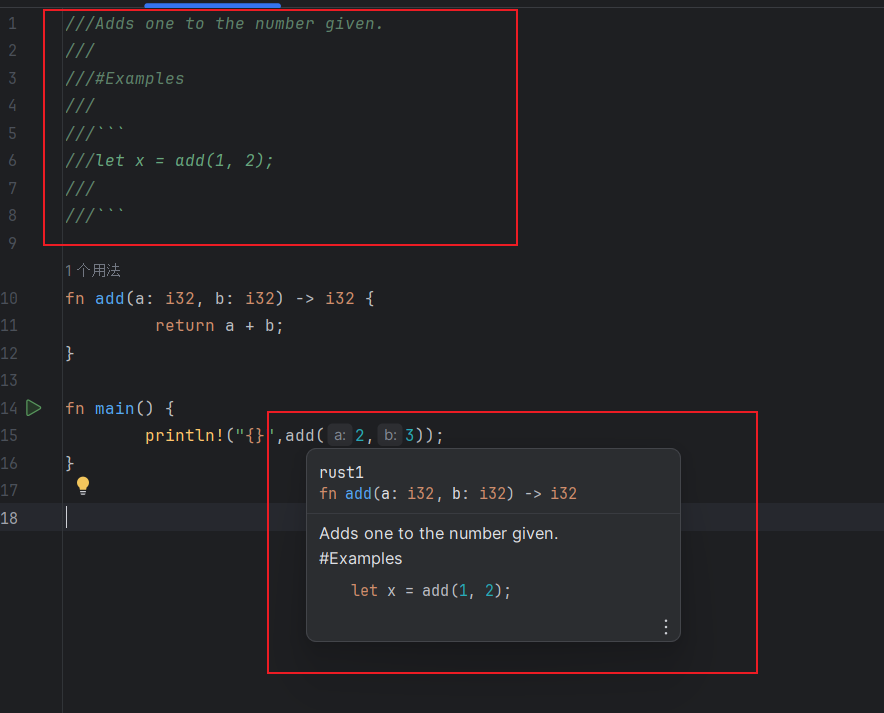 1 ///Adds one to the number given.
2 ///
3 ///#Examples
4 ///
5 ///```
6 ///let x = add(1, 2);
7 ///
8 ///```
9
1 个用法
10 fn add(a: i32, b: i32) -> i32 {
11 return a + b;
12 }
13
14 fn main() {
15 println!("{}",add( a: 2, b: 3));
16 }
17
18
rust1
fn add(a: i32, b: i32) -> i32
Adds one to the number given.
#Examples
let x = add(1, 2);